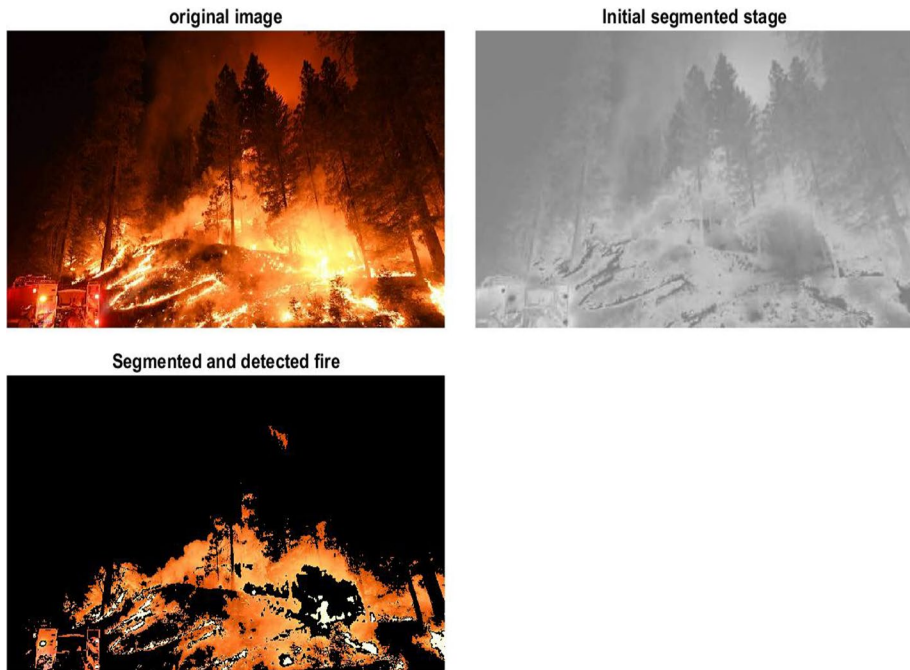 original image
Initial segmented stage
Segmented and detected fire